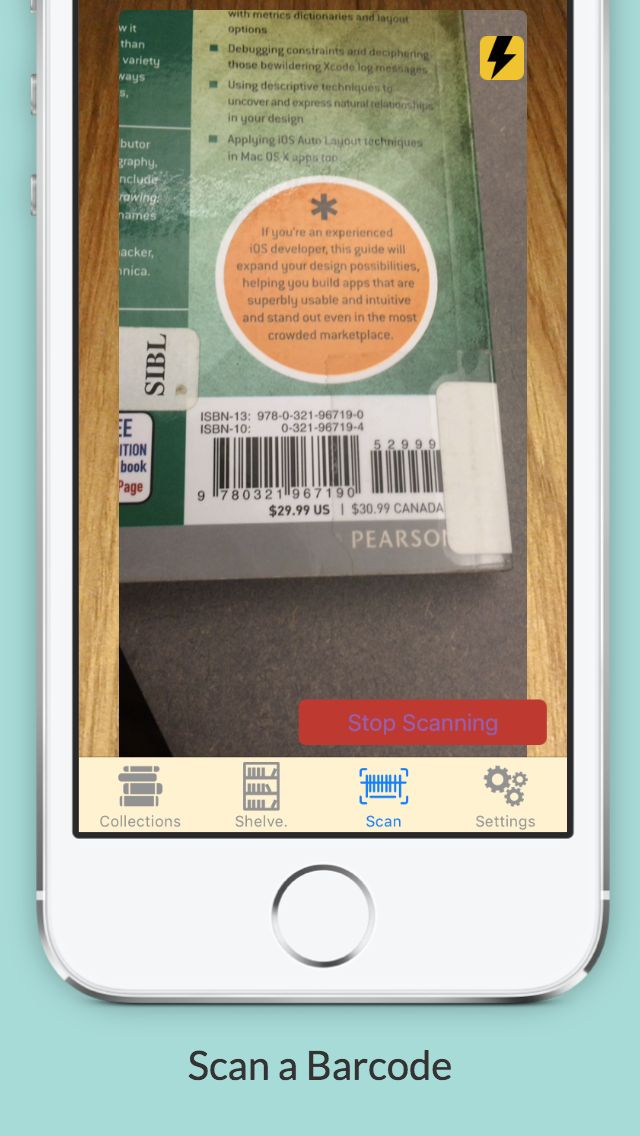 with metrics dictionaries and layout
options
Debugging constraints and deciphering
those bewildering Xcode log messages
Using descriptive techniques to
uncover and express natural relationships
in your design
Applying iOS Auto Layout techniques
in Mac OS X apps too
w it
than
variety
ways
s,
butor
graphy,
nclude
rawing:
names
acker,
nnica.
*
If you're an experienced
iOS developer, this guide will
expand your design possibilities,
helping you build apps that are
superbly usable and intuitive
and stand out even in the most
crowded marketplace.
SIBL
EE
ITION
book
Page
ISBN-13: 978-0-321-96719-0
ISBN-10: 0-321-96719-4
5 2 9 9 9
9 780321 967190
$29.99 US | $30.99 CANADA
PEARSO
Stop Scanning
Collections
Shelve.
Scan
Settings
Scan a Barcode